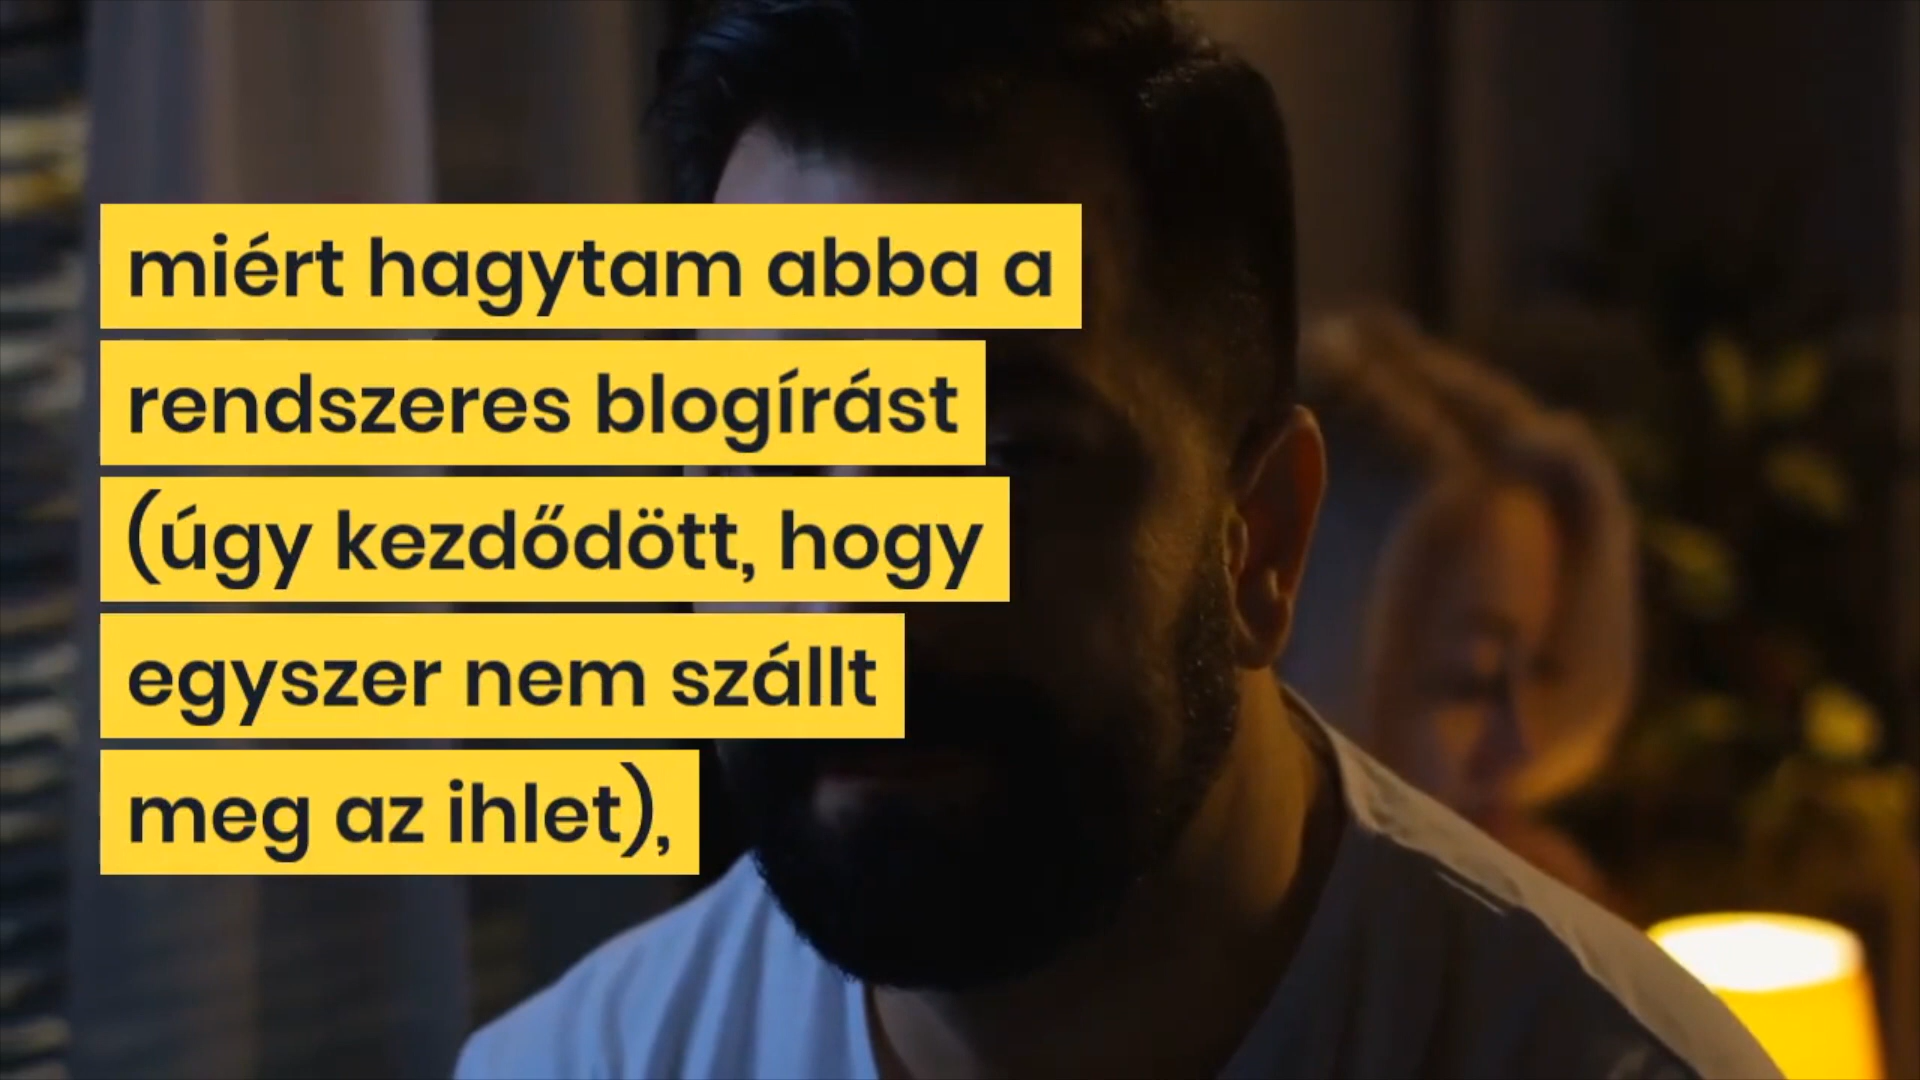 miért hagytam abba a
rendszeres blogírást
(úgy kezdődött, hogy
egyszer nem szállt
meg az ihlet),